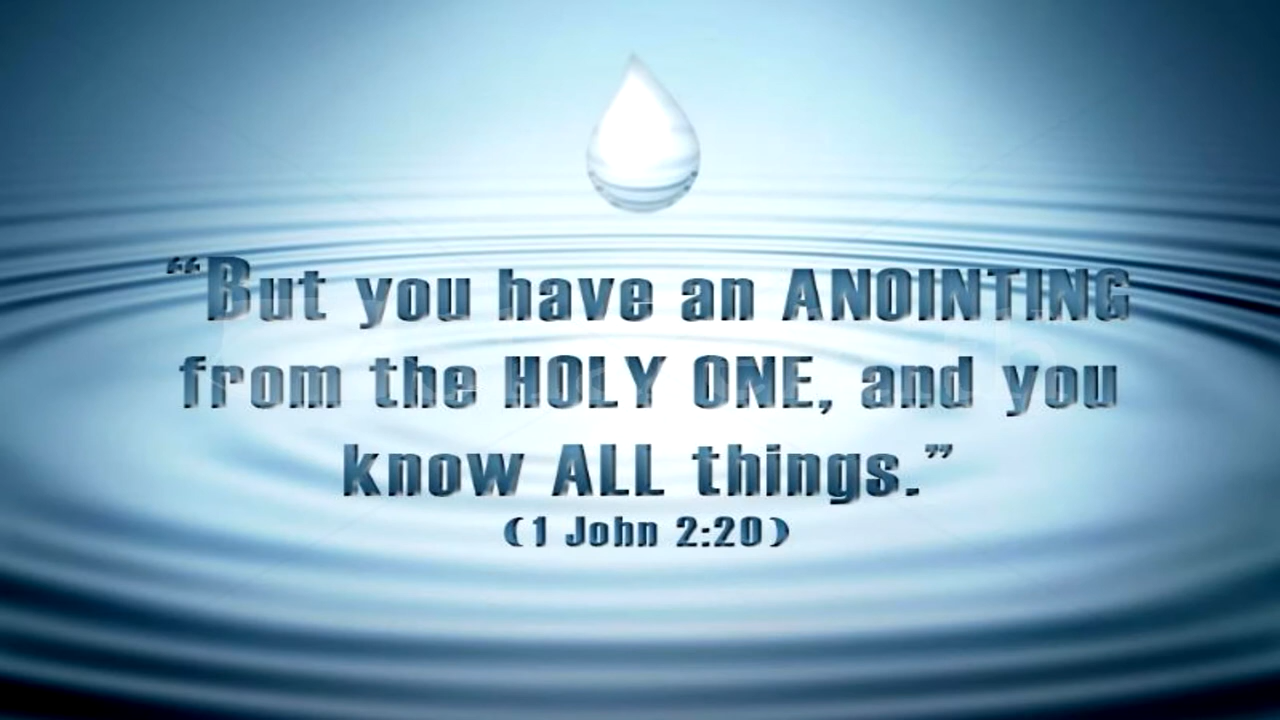 “But you have an ANOINTING
from the HOLY ONE, and you
know ALL things.”
(1 John 2:20)